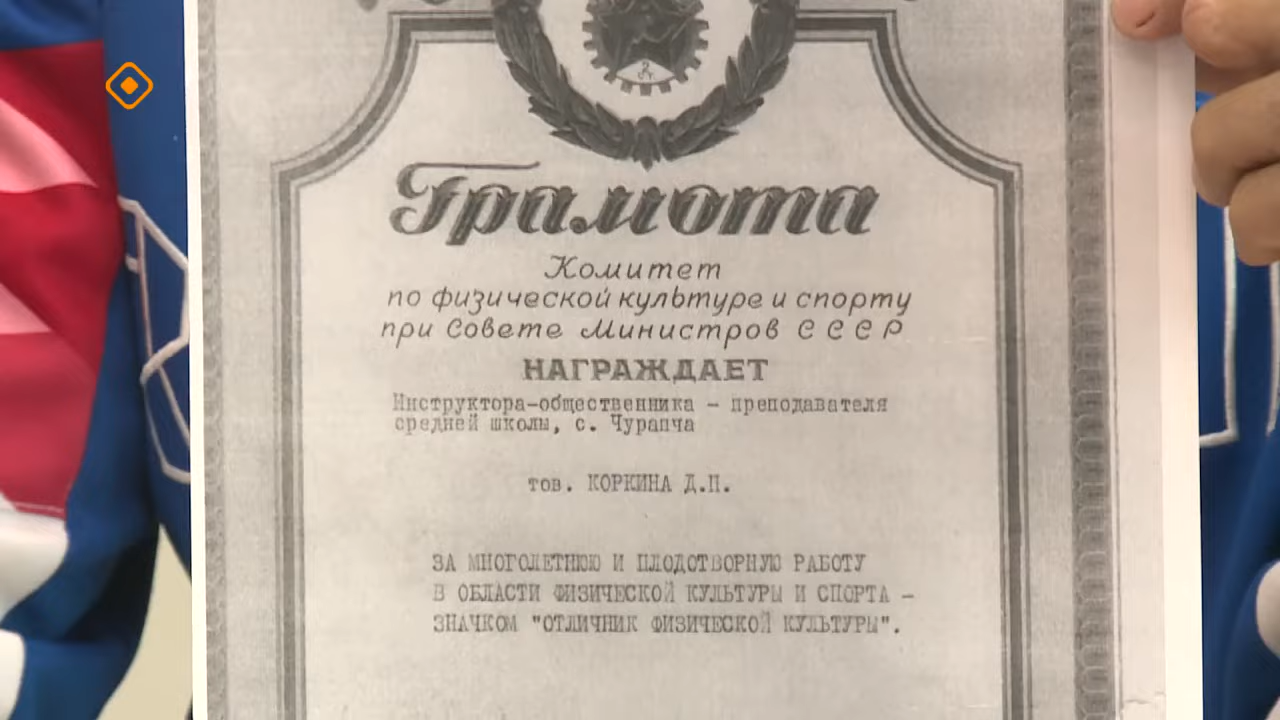 Грамота
Комитет
по физической культуре и спорту
при Совете Министров СССР
НАГРАЖДАЕТ
Инструктора-общественника - преподавателя
средней школы, с. Чурапча
тов. КОРКИНА Д.П.
ЗА МНОГОЛЕТНЮЮ И ПЛОДОТВОРНУЮ РАБОТУ
В ОБЛАСТИ ФИЗИЧЕСКОЙ КУЛЬТУРЫ И СПОРТА -
ЗНАЧКОМ "ОТЛИЧНИК ФИЗИЧЕСКОЙ КУЛЬТУРЫ".